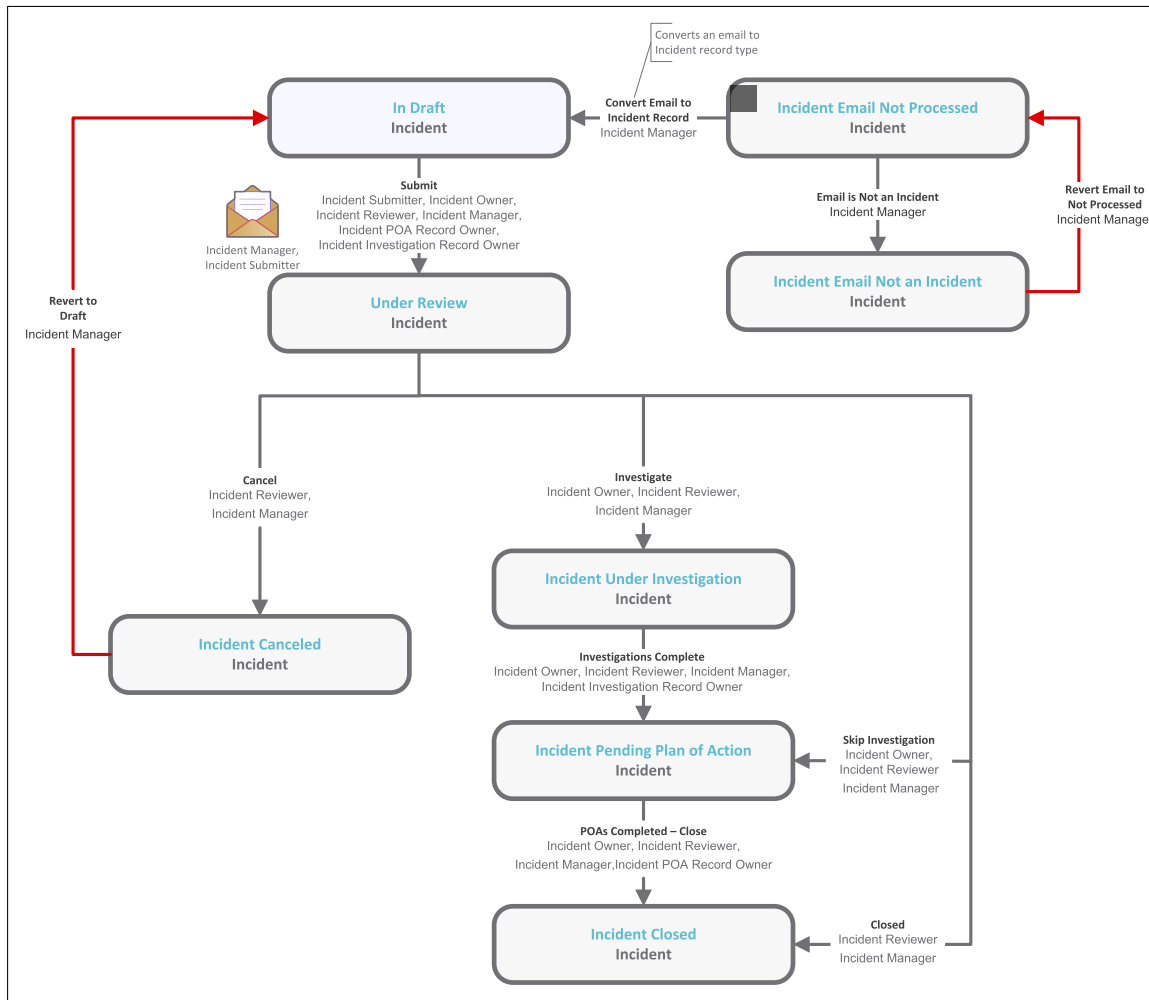 Converts an email to
Incident record type
In Draft
Incident
Convert Email to
Incident Record
Incident Manager
Incident Email Not Processed
Incident
Submit
Incident Submitter, Incident Owner,
Incident Reviewer, Incident Manager,
Incident POA Record Owner,
Incident Investigation Record Owner
Incident Manager,
Incident Submitter
Email is Not an Incident
Incident Manager
Revert Email to
Not Processed
Incident Manage
Under Review
Incident
Incident Email Not an Incident
Incident
Revert to
Draft
Incident Manager
Cancel
Incident Reviewer,
Incident Manager
Investigate
Incident Owner, Incident Reviewer,
Incident Manager
Incident Under Investigation
Incident
Incident Canceled
Incident
Investigations Complete
Incident Owner, Incident Reviewer, Incident Manager,
Incident Investigation Record Owner
Incident Pending Plan of Action
Incident
Skip Investigation
Incident Owner,
Incident Reviewer
Incident Manager
POAs Completed – Close
Incident Owner, Incident Reviewer,
Incident Manager,Incident POA Record Owner
Incident Closed
Incident
Closed
Incident Reviewer
Incident Manager